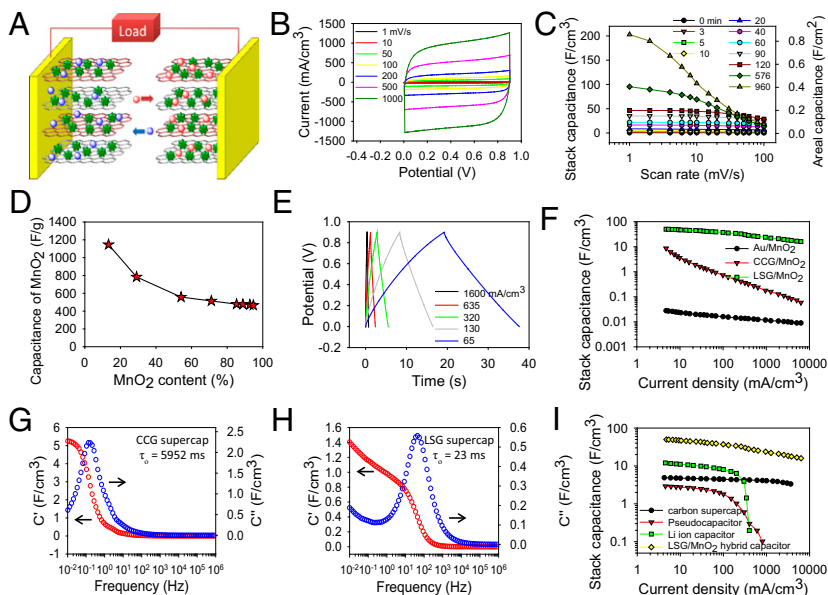 A
Load
B
Current (mA/cm3)
1500
1000
500
0
500
1000
1500
1 mV/s
10
50
100
200
500
1000
-0.4 -0.2 0.0 0.2 0.4 0.6 0.8 1.0
Potential (V)
C
Stack capacitance (F/cm3)
250
200
150
100
50
0
0 min
3
5
10
20
40
60
90
120
576
960
0.8
0.6
0.4
0.2
0.0
Areal capacitance (F/cm2)
1 10 100
Scan rate (mV/s)
D
Capacitance of MnO2 (F/g)
1400
1200
1000
800
600
400
200
0
0 20 40 60 80 100
MnO2 content (%)
E
Potential (V)
1.0
0.8
0.6
0.4
0.2
0.0
-0.2
1600 mA/cm3
635
320
130
65
0 10 20 30 40
Time (s)
F
Stack capacitance (F/cm3)
100
10
1
0.1
0.01
0.001
Au/MnO2
CCG/MnO2
LSG/MnO2
10 100 1000 10000
Current density (mA/cm3)
G
C' (F/cm3)
6
5
4
3
2
1
0
CCG supercap
τo = 5952 ms
2.5
2.0
1.5
1.0
0.5
0.0
C'' (F/cm3)
10-2 10-1 100 101 102 103 104 105 106
Frequency (Hz)
H
C' (F/cm3)
1.6
1.4
1.2
1.0
0.8
0.6
0.4
0.2
0.0
LSG supercap
τo = 23 ms
0.6
0.5
0.4
0.3
0.2
0.1
0.0
C'' (F/cm3)
10-2 10-1 100 101 102 103 104 105 106
Frequency (Hz)
I
Stack capacitance (F/cm3)
100
10
1
0.1
carbon supercap
Pseudocapacitor
Li ion capacitor
LSG/MnO2 hybrid capacitor
1 10 100 1000 10000
Current density (mA/cm3)